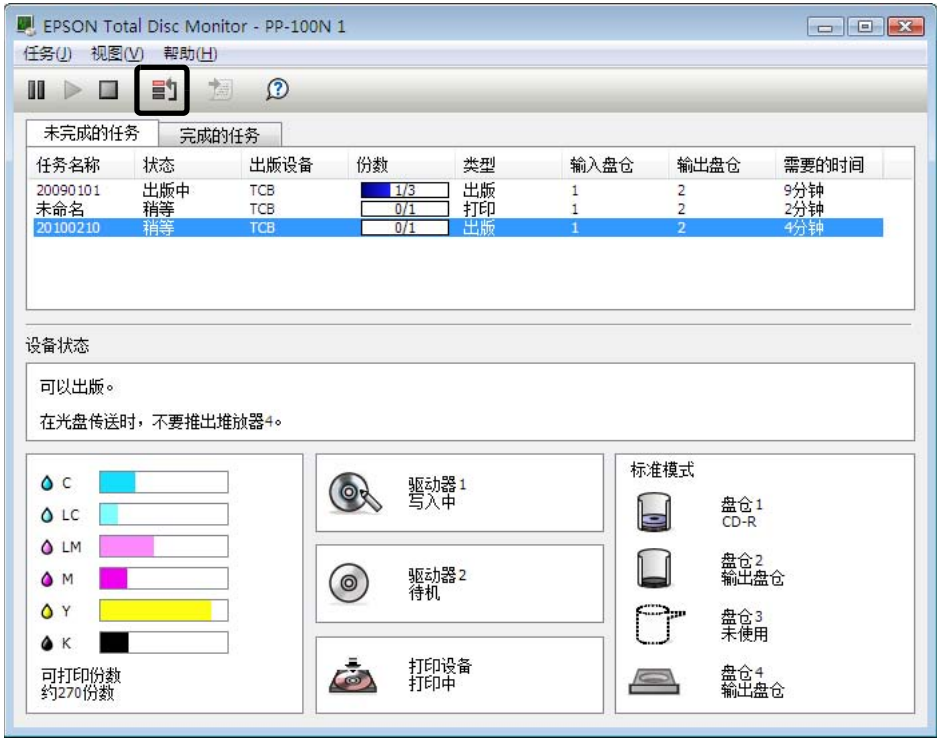 EPSON Total Disc Monitor - PP-100N 1
任务(J) 视图(V) 帮助(H)
未完成的任务 完成的任务
任务名称 状态 出版设备 份数 类型 输入盘仓 输出盘仓 需要的时间
20090101 出版中 TCB 1/3 出版 1 2 9分钟
未命名 稍等 TCB 0/1 打印 1 2 2分钟
20100210 稍等 TCB 0/1 出版 1 2 4分钟
设备状态
可以出版。
在光盘传送时，不要推出堆放器4。
C
LC
LM
M
Y
K
可打印份数
约270份数
驱动器1
写入中
驱动器2
待机
打印设备
打印中
标准模式
盘仓1
CD-R
盘仓2
输出盘仓
盘仓3
未使用
盘仓4
输出盘仓